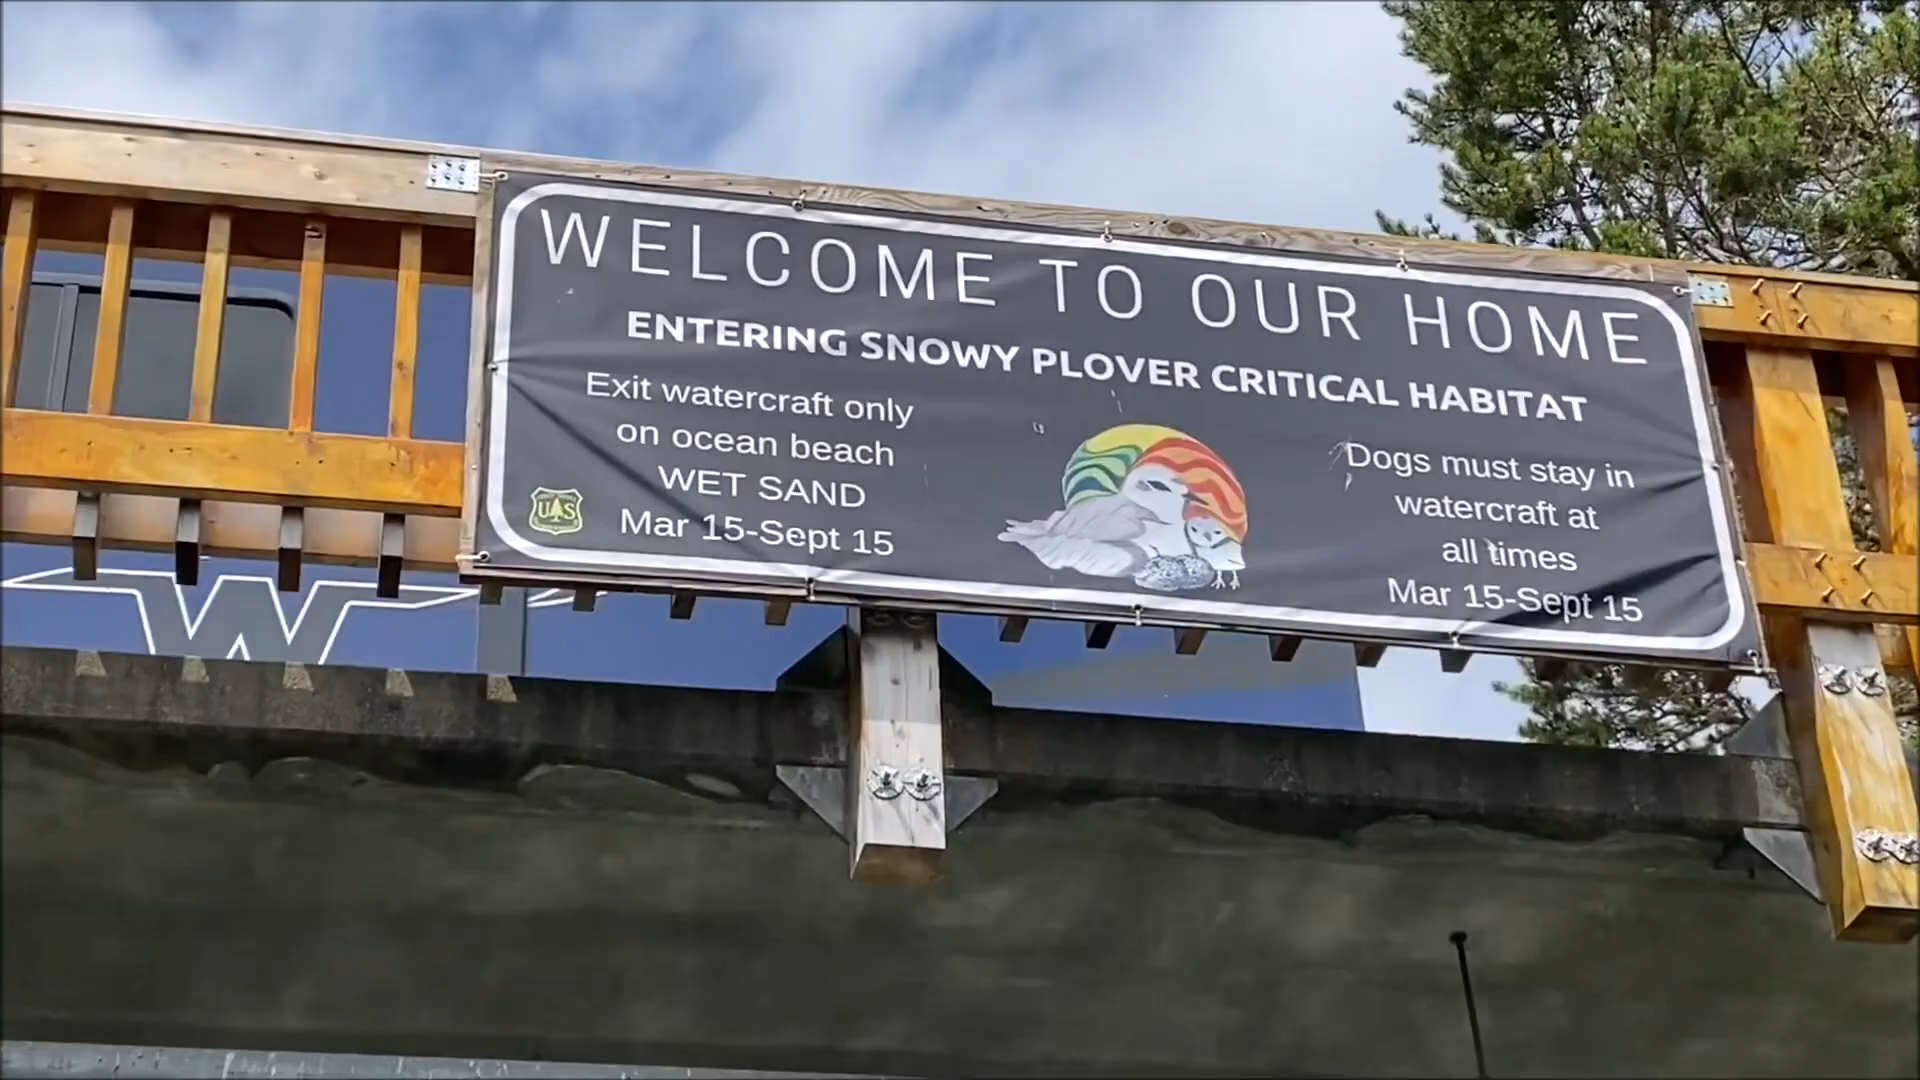 WELCOME TO OUR HOME
ENTERING SNOWY PLOVER CRITICAL HABITAT
Exit watercraft only
on ocean beach
WET SAND
Mar 15-Sept 15
Dogs must stay in
watercraft at
all times
Mar 15-Sept 15
U S
W